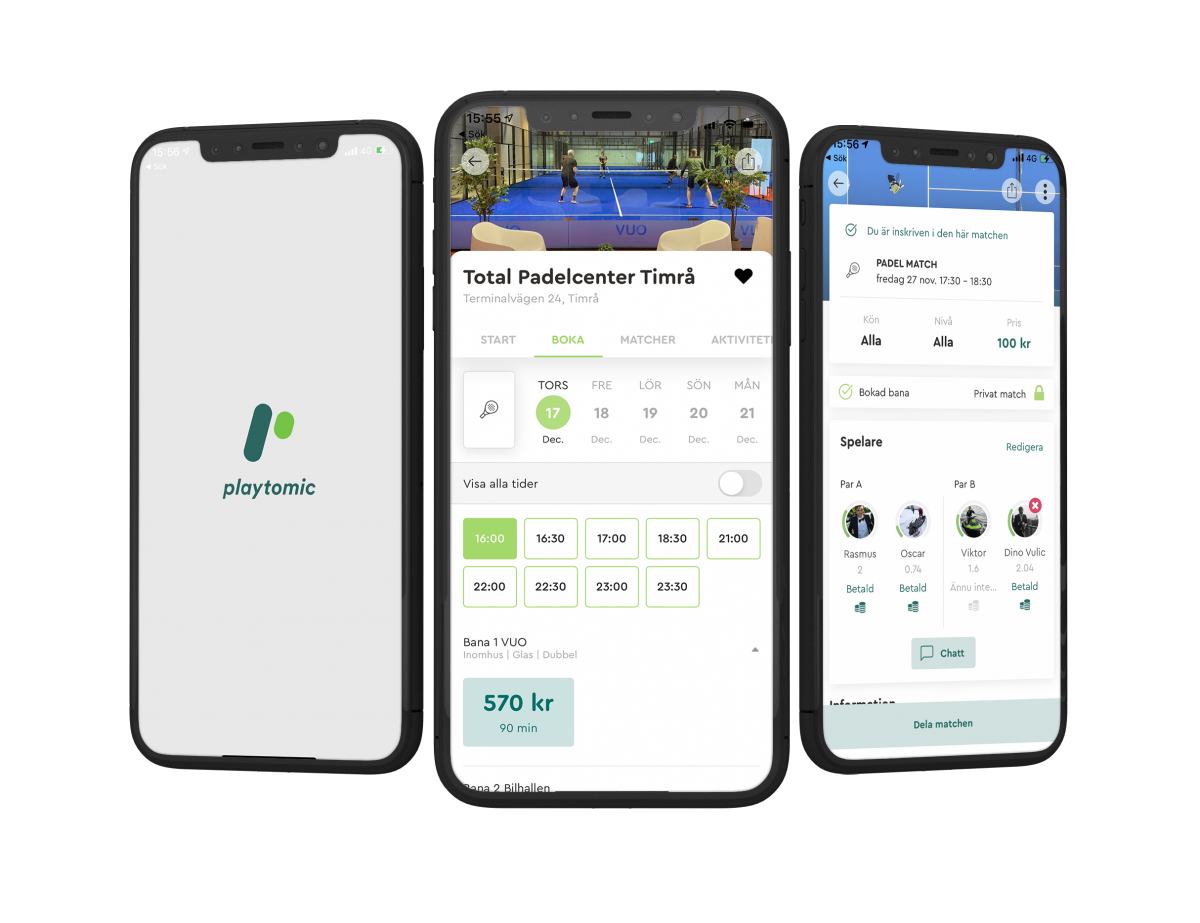 15:56
Sök
4G
playtomic
15:55
Sök
VUO
VUO
Total Padelcenter Timrå
Terminalvägen 24, Timrå
START BOKA MATCHER AKTIVITET
TORS FRE LÖR SÖN MÅN
17 18 19 20 21
Dec. Dec. Dec. Dec. Dec.
Visa alla tider
16:00 16:30 17:00 18:30 21:00
22:00 22:30 23:00 23:30
Bana 1 VUO
Inomhus | Glas | Dubbel
570 kr
90 min
Bana 2 Bilhallen
15:56
Sök
4G
Du är inskriven i den här matchen
PADEL MATCH
fredag 27 nov. 17:30 - 18:30
Kön Nivå Pris
Alla Alla 100 kr
Bokad bana Privat match
Spelare Redigera
Par A Par B
Rasmus Oscar Viktor Dino Vulic
2 0.74 1.6 2.04
Betald Betald Ännu inte... Betald
Chatt
Information
Dela matchen